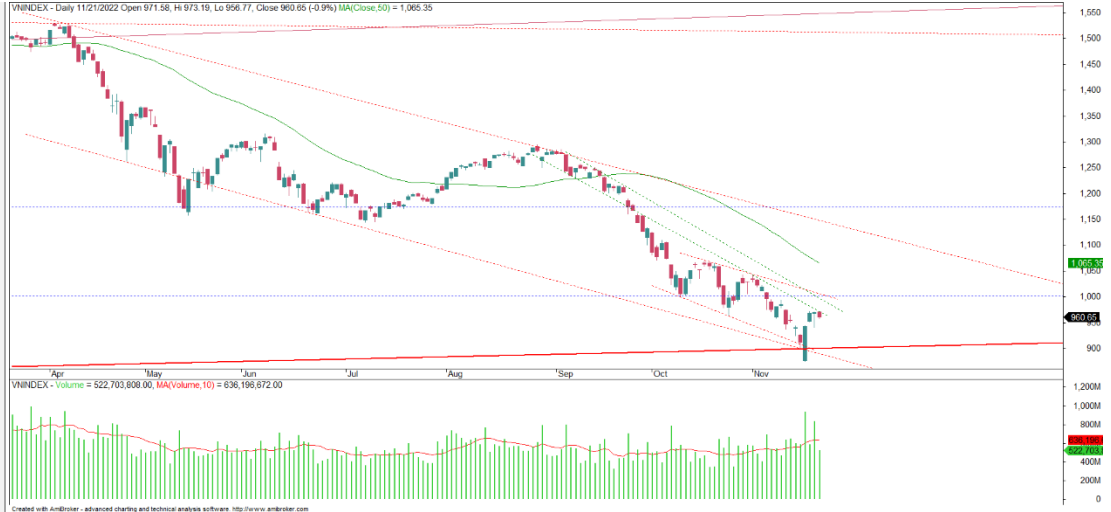 VNINDEX - Daily 11/21/2022 Open 971.58, Hi 973.19, Lo 956.77, Close 960.65 (-0.9%) MA(Close,50) = 1,065.35
1,550
1,500
1,450
1,400
1,350
1,300
1,250
1,200
1,150
1,100
1,065.35
1,050
1,000
960.65
950
900
Apr May Jun Jul Aug Sep Oct Nov
VNINDEX - Volume = 522,703,808.00, MA(Volume,10) = 636,196,672.00
1,200M
1,000M
800M
636,196,
522,703,8
400M
200M
0
Created with AmiBroker - advanced charting and technical analysis software. http://www.amibroker.com